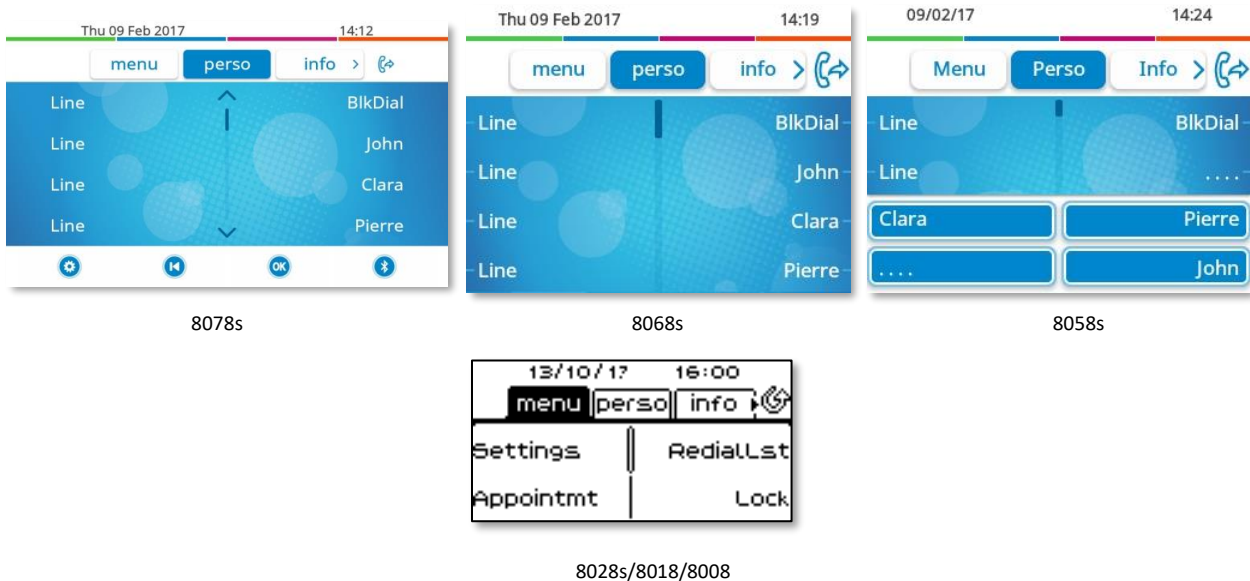 Thu 09 Feb 2017 14:12
menu perso info
Line BlkDial
Line John
Line Clara
Line Pierre
OK
8078s
Thu 09 Feb 2017 14:19
menu perso info
Line BlkDial
Line John
Line Clara
Line Pierre
8068s
09/02/17 14:24
Menu Perso Info
Line BlkDial
Line ....
Clara Pierre
.... John
8058s
13/10/17 16:00
menu perso info
Settings RedialLst
Appointmt Lock
8028s/8018/8008